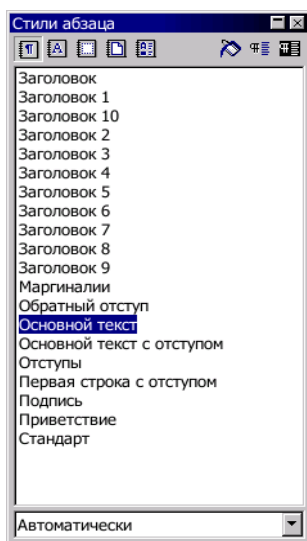 Стили абзаца
Заголовок
Заголовок 1
Заголовок 10
Заголовок 2
Заголовок 3
Заголовок 4
Заголовок 5
Заголовок 6
Заголовок 7
Заголовок 8
Заголовок 9
Маргиналии
Обратный отступ
Основной текст
Основной текст с отступом
Отступы
Первая строка с отступом
Подпись
Приветствие
Стандарт
Автоматически